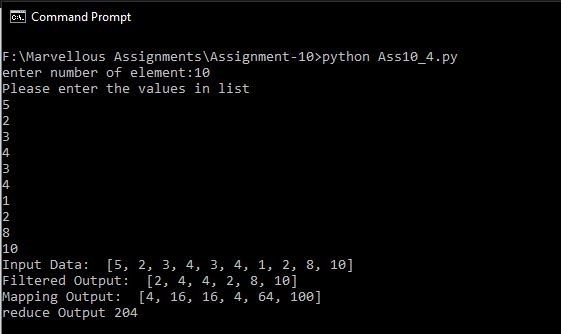 Command Prompt
F:\Marvellous Assignments\Assignment-10>python Ass10_4.py
enter number of element:10
Please enter the values in list
5
2
3
4
3
4
1
2
8
10
Input Data:  [5, 2, 3, 4, 3, 4, 1, 2, 8, 10]
Filtered Output:  [2, 4, 4, 2, 8, 10]
Mapping Output:  [4, 16, 16, 4, 64, 100]
reduce Output 204